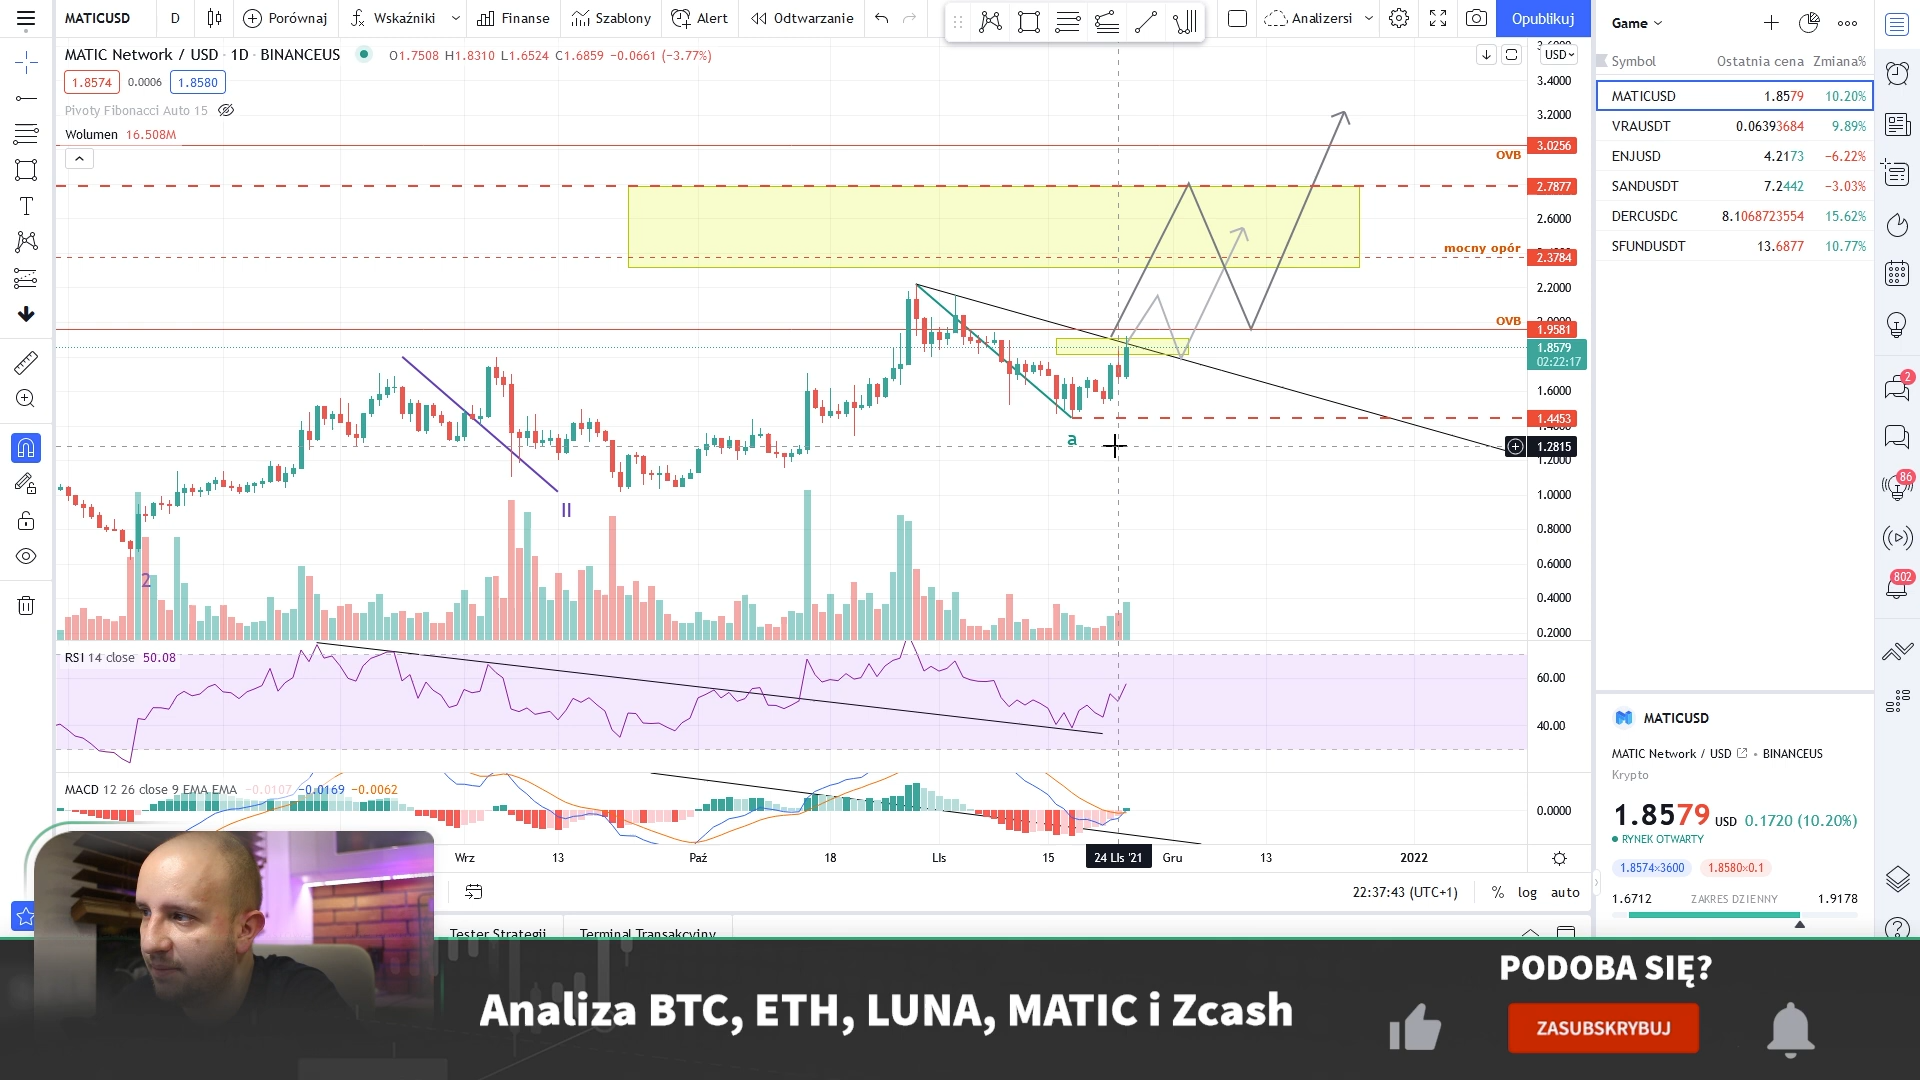 MATICUSD D Porównaj Wskaźniki Finanse Szablony Alert Odtwarzanie Analizersi Opublikuj
MATIC Network / USD · 1D · BINANCEUS O1.7508 H1.8310 L1.6524 C1.6859 −0.0661 (−3.77%)
1.8574 0.0006 1.8580
Pivoty Fibonacci Auto 15
Wolumen 16.508M
USD
3.4000
3.2000
3.0256
OVB
2.7877
2.6000
mocny opór
2.3784
2.2000
OVB
1.9581
1.8579
02:22:17
1.6000
1.4453
a
1.2815
1.2000
1.0000
II
0.8000
2
0.6000
0.4000
0.2000
RSI 14 close 50.08
60.00
40.00
MACD 12 26 close 9 EMA EMA −0.0107 −0.0169 −0.0062
0.0000
Wrz 13 Paź 18 Lis 15 24 Lis '21 Gru 13 2022
22:37:43 (UTC+1) % log auto
Tester Strategii Terminal Transakcyjny
Game
Symbol Ostatnia cena Zmiana%
MATICUSD 1.8579 10.20%
VRAUSDT 0.06393684 9.89%
ENJUSD 4.2173 −6.22%
SANDUSDT 7.2442 −3.03%
DERCUSDC 8.1068723554 15.62%
SFUNDUSDT 13.6877 10.77%
2
86
802
MATICUSD
MATIC Network / USD • BINANCEUS
Krypto
1.8579 USD 0.1720 (10.20%)
RYNEK OTWARTY
1.8574×3600 1.8580×0.1
1.6712 ZAKRES DZIENNY 1.9178
Analiza BTC, ETH, LUNA, MATIC i Zcash
PODOBA SIĘ?
ZASUBSKRYBUJ